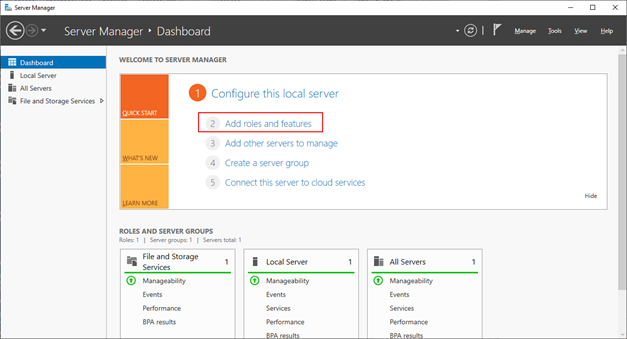 Server Manager
Server Manager • Dashboard
Manage Tools View Help
Dashboard
Local Server
All Servers
File and Storage Services
WELCOME TO SERVER MANAGER
QUICK START
WHAT'S NEW
LEARN MORE
1 Configure this local server
2 Add roles and features
3 Add other servers to manage
4 Create a server group
5 Connect this server to cloud services
Hide
ROLES AND SERVER GROUPS
Roles: 1 | Server groups: 1 | Servers total: 1
File and Storage Services 1
Manageability
Events
Performance
BPA results
Local Server 1
Manageability
Events
Services
Performance
BPA results
All Servers 1
Manageability
Events
Services
Performance
BPA results